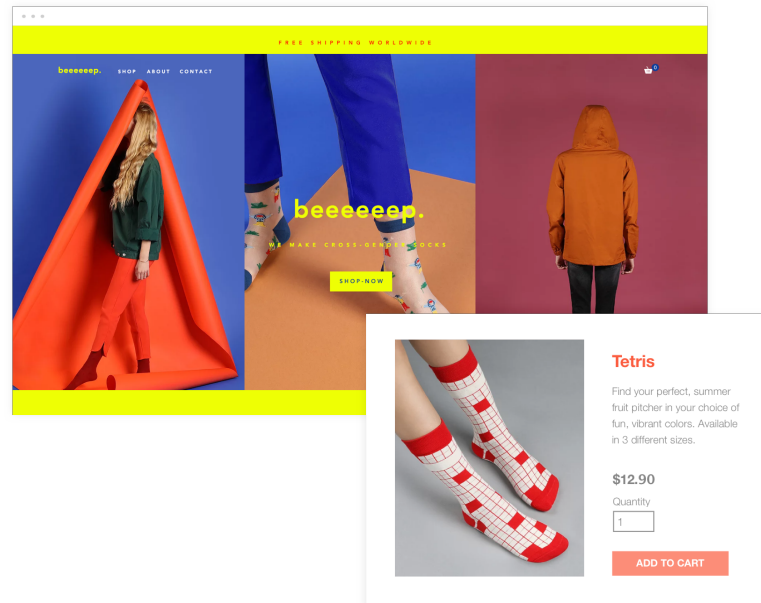 FREE SHIPPING WORLDWIDE
beeeeeep. SHOP ABOUT CONTACT 0
beeeeeep.
WE MAKE CROSS-GENDER SOCKS
SHOP-NOW
Tetris
Find your perfect, summer
fruit pitcher in your choice of
fun, vibrant colors. Available
in 3 different sizes.
$12.90
Quantity
1
ADD TO CART